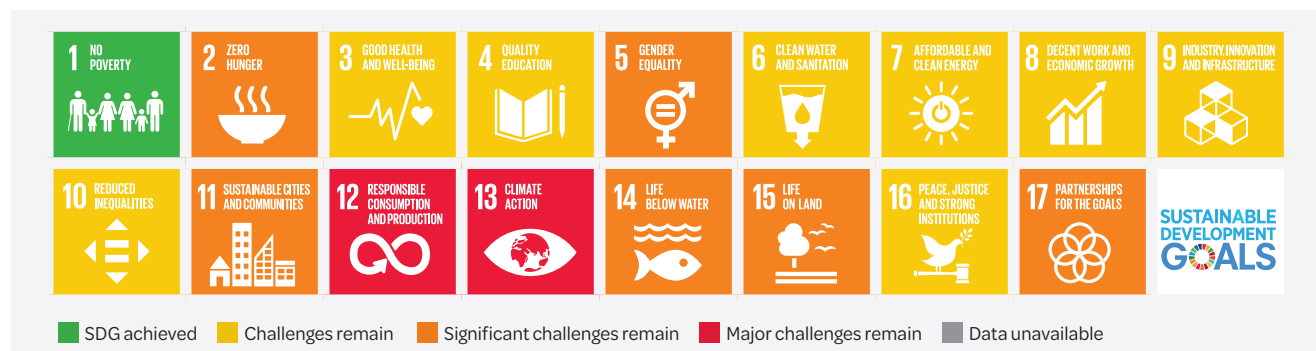 1 NO
POVERTY
2 ZERO
HUNGER
3 GOOD HEALTH
AND WELL-BEING
4 QUALITY
EDUCATION
5 GENDER
EQUALITY
6 CLEAN WATER
AND SANITATION
7 AFFORDABLE AND
CLEAN ENERGY
8 DECENT WORK AND
ECONOMIC GROWTH
9 INDUSTRY, INNOVATION
AND INFRASTRUCTURE
10 REDUCED
INEQUALITIES
11 SUSTAINABLE CITIES
AND COMMUNITIES
12 RESPONSIBLE
CONSUMPTION
AND PRODUCTION
13 CLIMATE
ACTION
14 LIFE
BELOW WATER
15 LIFE
ON LAND
16 PEACE, JUSTICE
AND STRONG
INSTITUTIONS
17 PARTNERSHIPS
FOR THE GOALS
SUSTAINABLE
DEVELOPMENT
GOALS
SDG achieved
Challenges remain
Significant challenges remain
Major challenges remain
Data unavailable